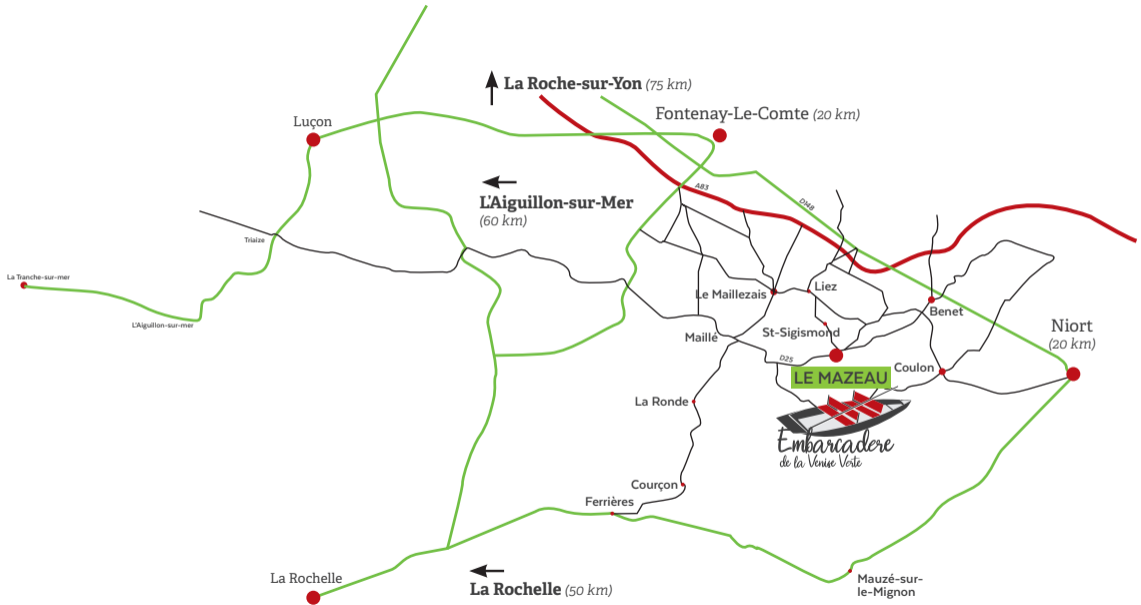 La Roche-sur-Yon (75 km)
Fontenay-Le-Comte (20 km)
Luçon
A83
L'Aiguillon-sur-Mer
(60 km)
D148
Triaize
La Tranche-sur-mer
Le Maillezais
Liez
Benet
L'Aiguillon-sur-mer
Maillé
St-Sigismond
Niort
(20 km)
D25
Coulon
LE MAZEAU
La Ronde
Embarcadere
de la Venise Verte
Courçon
Ferrières
La Rochelle
La Rochelle (50 km)
Mauzé-sur-
le-Mignon